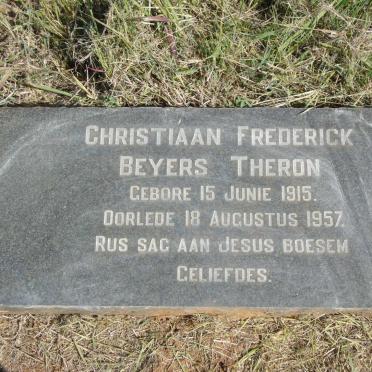 CHRISTIAAN FREDERICK
BEYERS THERON
GEBORE 15 JUNIE 1915.
OORLEDE 18 AUGUSTUS 1957.
RUS SAG AAN JESUS BOESEM
GELIEFDES.